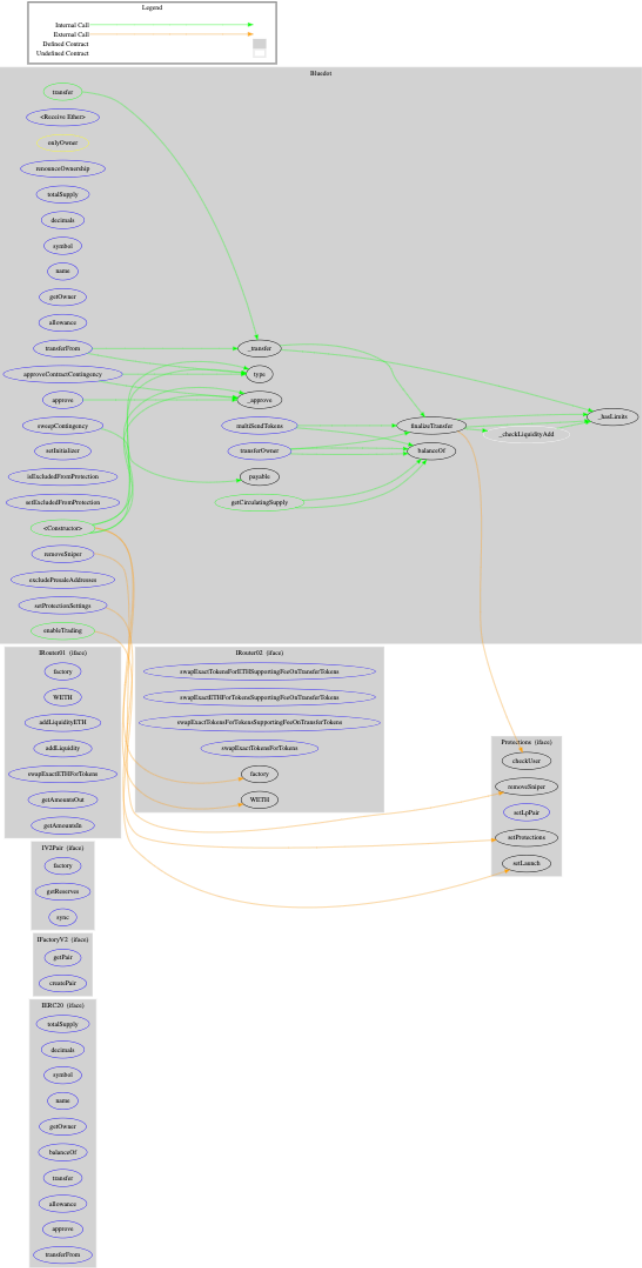 Legend
Internal Call
External Call
Defined Contract
Undefined Contract
transfer
<Receive Ether>
onlyOwner
renounceOwnership
totalSupply
decimals
symbol
name
getOwner
allowance
transferFrom
_transfer
approveContractContingency
type
approve
_approve
_hasLimits
sweepContingency
multiSendTokens
finalizeTransfer
_checkLiquidityAdd
setInitializer
transferOwner
balanceOf
isExcludedFromProtection
payable
setExcludedFromProtection
getCirculatingSupply
<Constructor>
removeSniper
excludePresaleAddresses
setProtectionSettings
enableTrading
IRouter01 (iface)
factory
WETH
addLiquidityETH
addLiquidity
swapExactETHForTokens
getAmountsOut
getAmountsIn
IRouter02 (iface)
swapExactTokensForETHSupportingFeeOnTransferTokens
swapExactETHForTokensSupportingFeeOnTransferTokens
swapExactTokensForTokensSupportingFeeOnTransferTokens
swapExactTokensForTokens
factory
WETH
Protections (iface)
checkUser
removeSniper
setLpPair
setProtections
setLaunch
IV2Pair (iface)
factory
getReserves
sync
IFactoryV2 (iface)
getPair
createPair
IERC20 (iface)
totalSupply
decimals
symbol
name
getOwner
balanceOf
transfer
allowance
approve
transferFrom